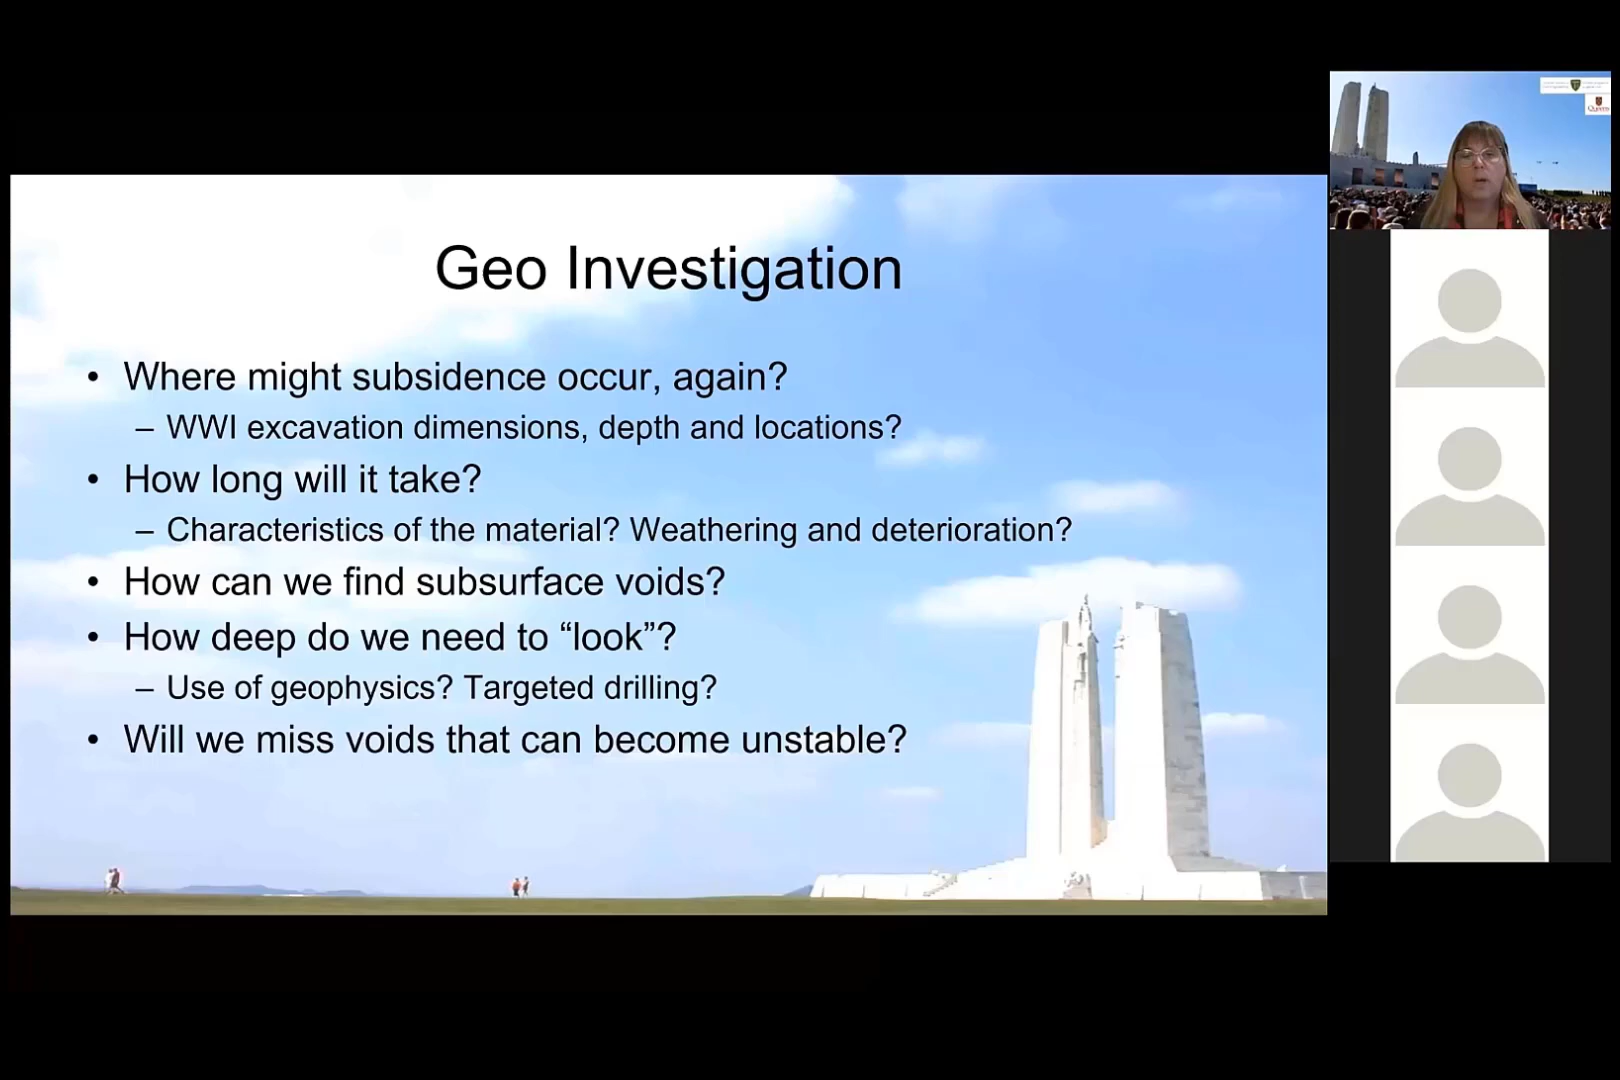 Geo Investigation
• Where might subsidence occur, again?
– WWI excavation dimensions, depth and locations?
• How long will it take?
– Characteristics of the material? Weathering and deterioration?
• How can we find subsurface voids?
• How deep do we need to “look”?
– Use of geophysics? Targeted drilling?
• Will we miss voids that can become unstable?
Queen's